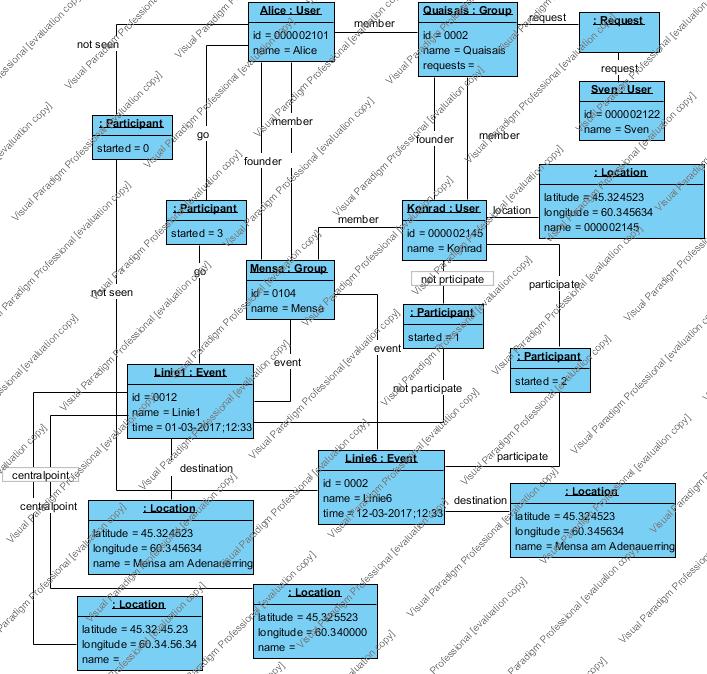 Alice : User
id = 000002101
name = Alice
member
Quaisais : Group
id = 0002
name = Quaisais
requests =
request
: Request
request
Sven : User
id = 000002122
name = Sven
not seen
: Participant
started = 0
go
member
founder
founder
member
: Location
latitude = 45.324523
longitude = 60.345634
name = 000002145
: Participant
started = 3
member
Konrad : User
id = 000002145
name = Konrad
location
go
Mensa : Group
id = 0104
name = Mensa
not prticipate
participate
not seen
: Participant
started = 1
event
: Participant
started = 2
event
Linie1 : Event
id = 0012
name = Linie1
time = 01-03-2017;12:33
not participate
centralpoint
destination
Linie6 : Event
id = 0002
name = Linie6
time = 12-03-2017;12:33
participate
destination
centralpoint
: Location
latitude = 45.324523
longitude = 60.345634
name = Mensa am Adenauerring
: Location
latitude = 45.324523
longitude = 60.345634
name = Mensa am Adenauerring
: Location
latitude = 45.32.45.23
longitude = 60.34.56.34
name =
: Location
latitude = 45.325523
longitude = 60.340000
name =
Visual Paradigm Professional [evaluation copy]